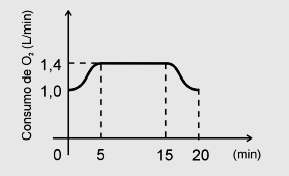 Consumo de O₂ (L/min)
1,4
1,0
0 5 15 20 (min)